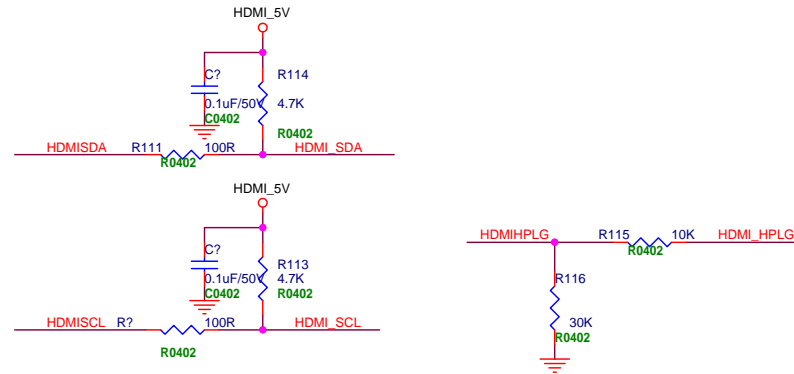 HDMI_5V
C?
R114
0.1uF/50V
4.7K
C0402
R0402
HDMISDA
R111
100R
HDMI_SDA
R0402
HDMI_5V
C?
R113
0.1uF/50V
4.7K
C0402
R0402
HDMISCL
R?
100R
HDMI_SCL
R0402
HDMIHPLG
R115
10K
HDMI_HPLG
R0402
R116
30K
R0402